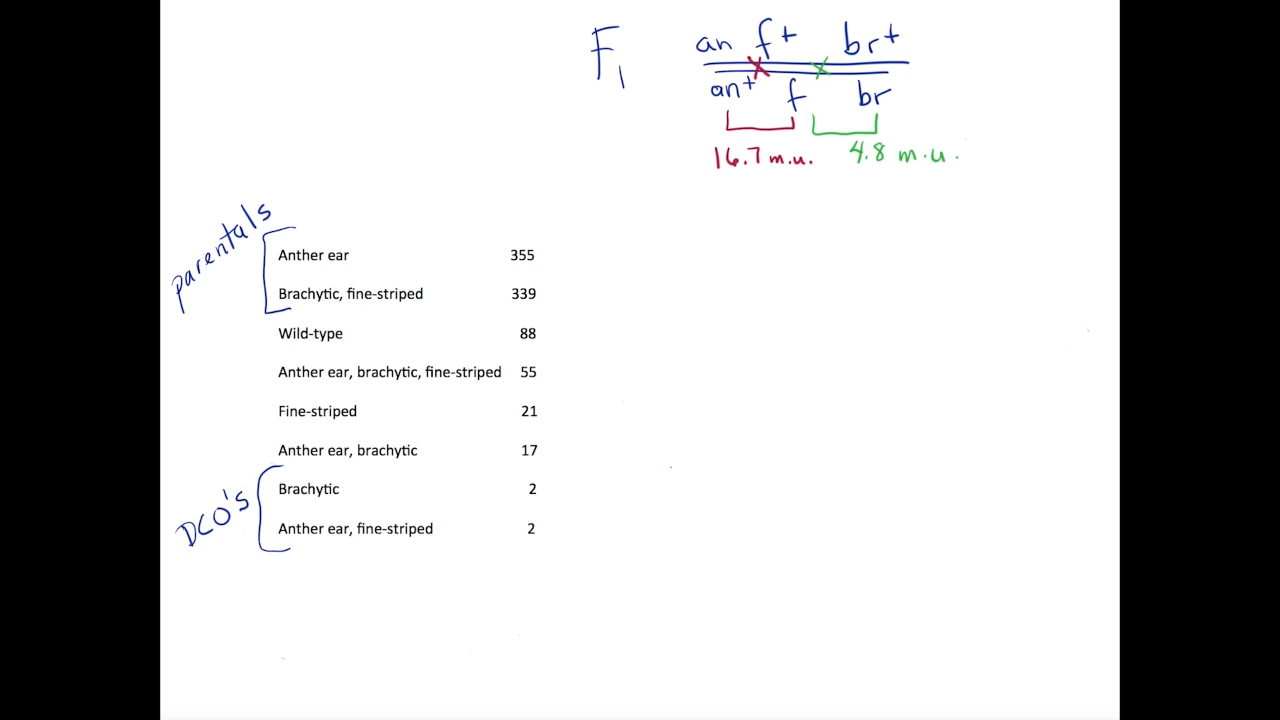 F1
an f+ br+
an+ f br
16.7 m.u. 4.8 m.u.
parentals
Anther ear 355
Brachytic, fine-striped 339
Wild-type 88
Anther ear, brachytic, fine-striped 55
Fine-striped 21
Anther ear, brachytic 17
DCO's
Brachytic 2
Anther ear, fine-striped 2